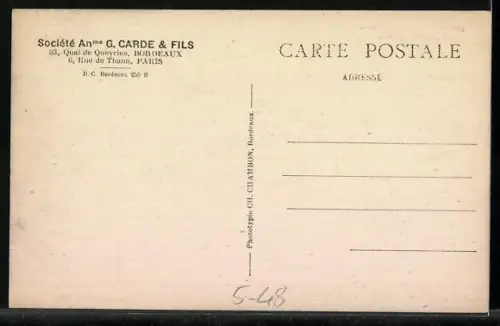 Société Anme G. CARDE & FILS
33, Quai de Queyries, BORDEAUX
6, Rue de Thann, PARIS
R. C. Bordeaux 250 B
CARTE POSTALE
ADRESSE
Phototypie CH. CHAMBON, Bordeaux
5-48